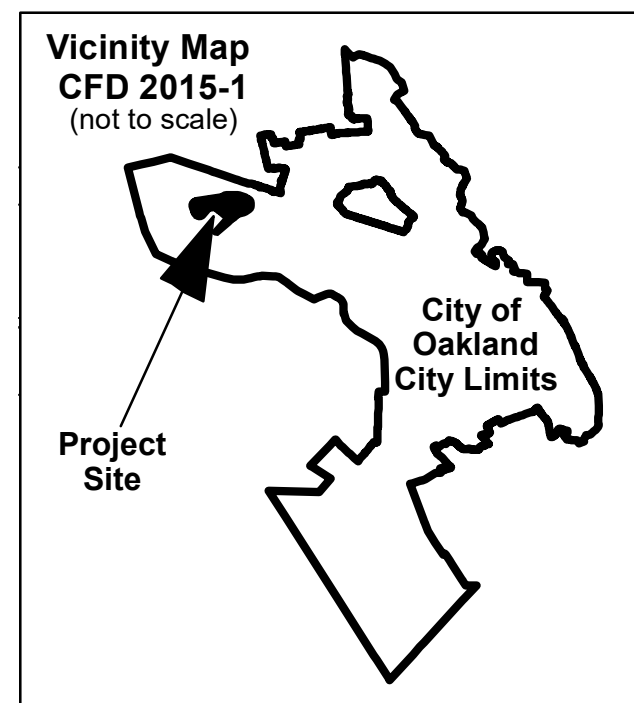 Vicinity Map
CFD 2015-1
(not to scale)
City of
Oakland
City Limits
Project
Site